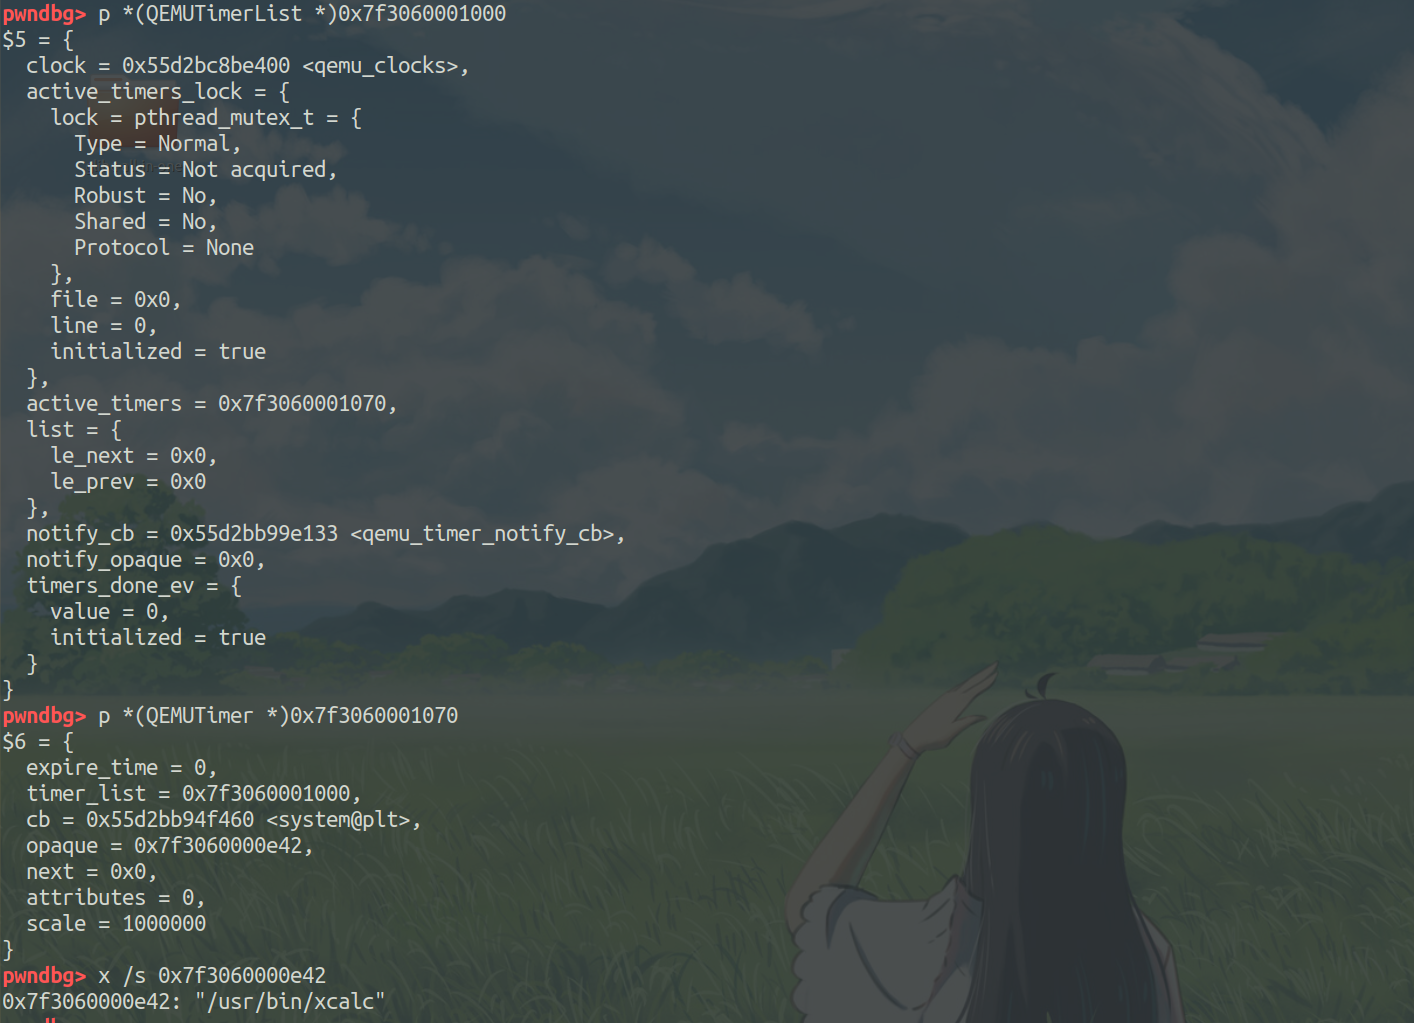 pwndbg> p *(QEMUTimerList *)0x7f3060001000
$5 = {
  clock = 0x55d2bc8be400 <qemu_clocks>,
  active_timers_lock = {
    lock = pthread_mutex_t = {
      Type = Normal,
      Status = Not acquired,
      Robust = No,
      Shared = No,
      Protocol = None
    },
    file = 0x0,
    line = 0,
    initialized = true
  },
  active_timers = 0x7f3060001070,
  list = {
    le_next = 0x0,
    le_prev = 0x0
  },
  notify_cb = 0x55d2bb99e133 <qemu_timer_notify_cb>,
  notify_opaque = 0x0,
  timers_done_ev = {
    value = 0,
    initialized = true
  }
}
pwndbg> p *(QEMUTimer *)0x7f3060001070
$6 = {
  expire_time = 0,
  timer_list = 0x7f3060001000,
  cb = 0x55d2bb94f460 <system@plt>,
  opaque = 0x7f3060000e42,
  next = 0x0,
  attributes = 0,
  scale = 1000000
}
pwndbg> x /s 0x7f3060000e42
0x7f3060000e42: "/usr/bin/xcalc"